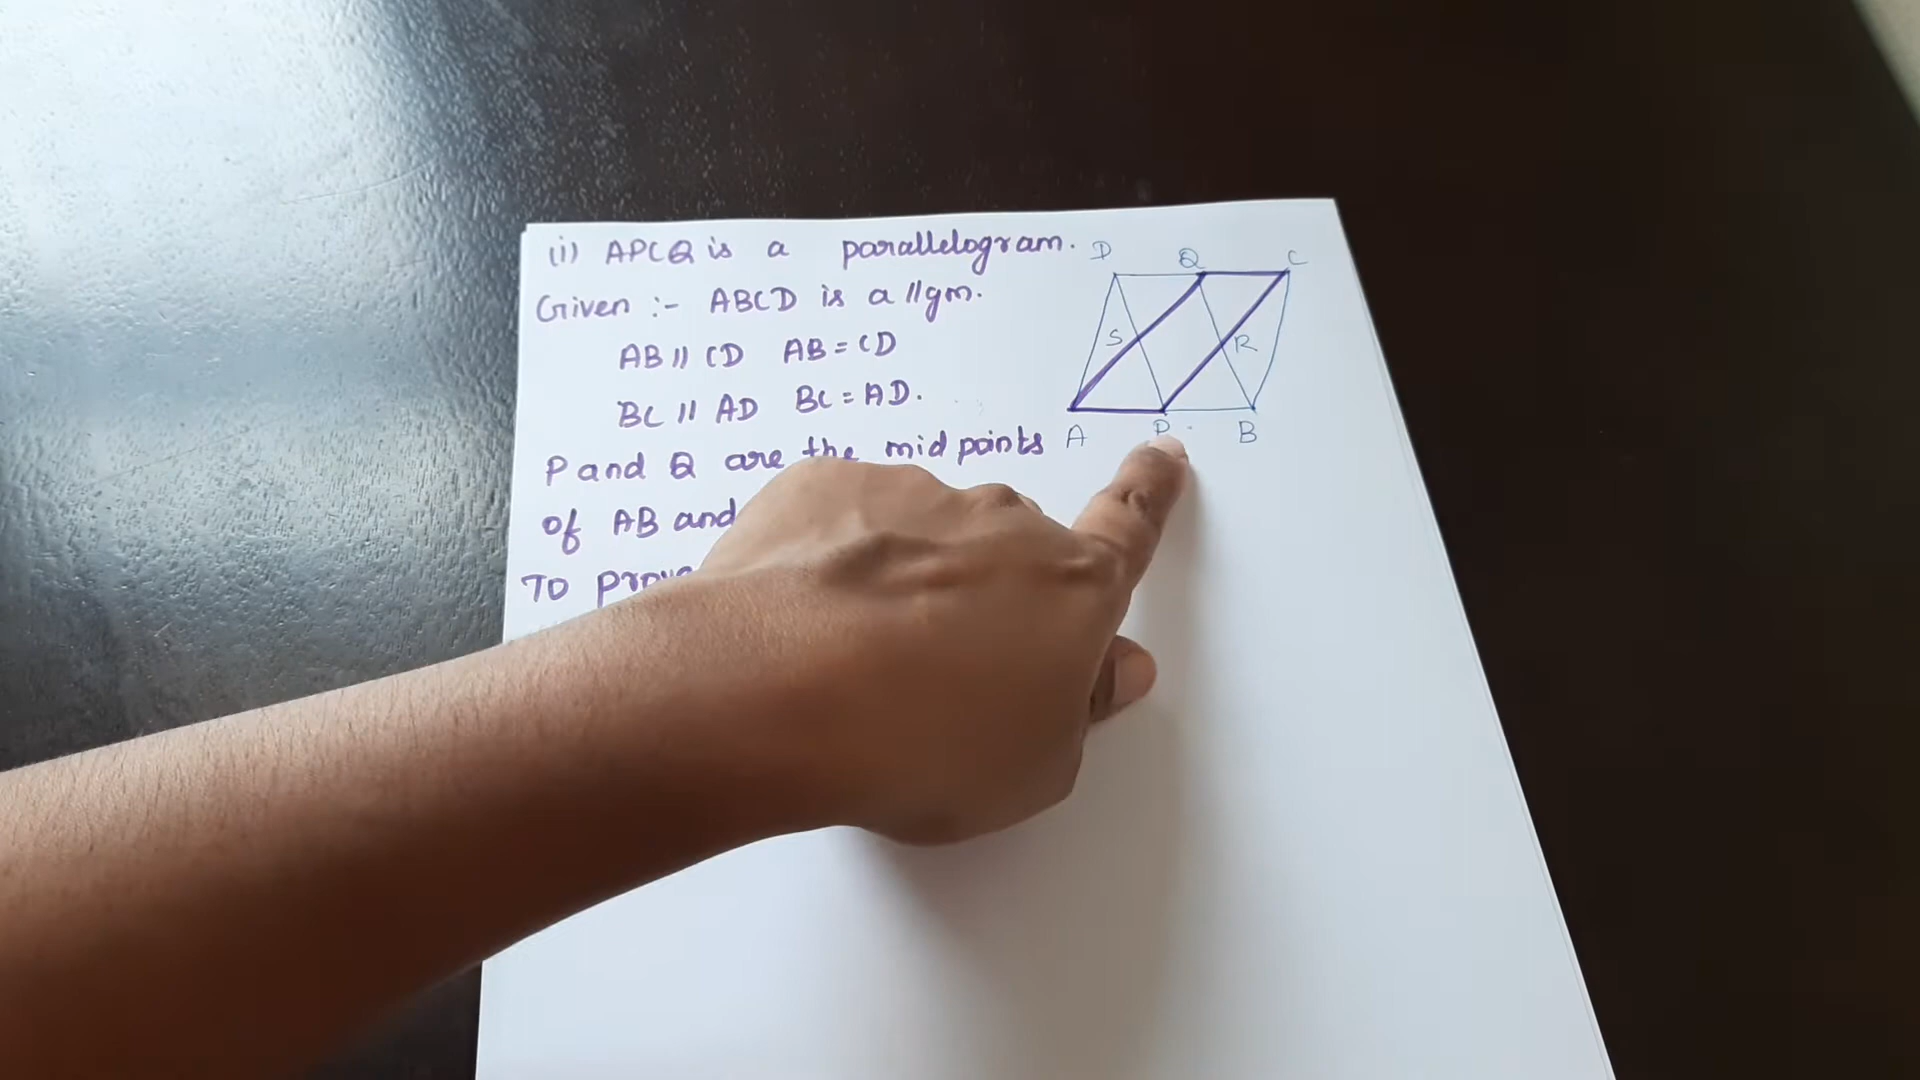 (i) APCQ is a parallelogram.
Given :- ABCD is a //gm.
AB // CD AB = CD
BC // AD BC = AD.
P and Q are the mid points
of AB and
To prove
D Q C
S R
A P B